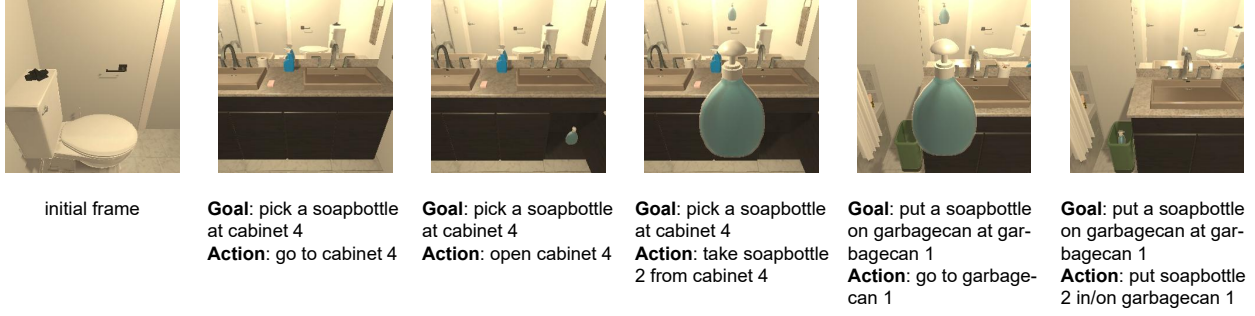 initial frame
Goal: pick a soapbottle
at cabinet 4
Action: go to cabinet 4
Goal: pick a soapbottle
at cabinet 4
Action: open cabinet 4
Goal: pick a soapbottle
at cabinet 4
Action: take soapbottle
2 from cabinet 4
Goal: put a soapbottle
on garbagecan at gar-
bagecan 1
Action: go to garbage-
can 1
Goal: put a soapbottle
on garbagecan at gar-
bagecan 1
Action: put soapbottle
2 in/on garbagecan 1